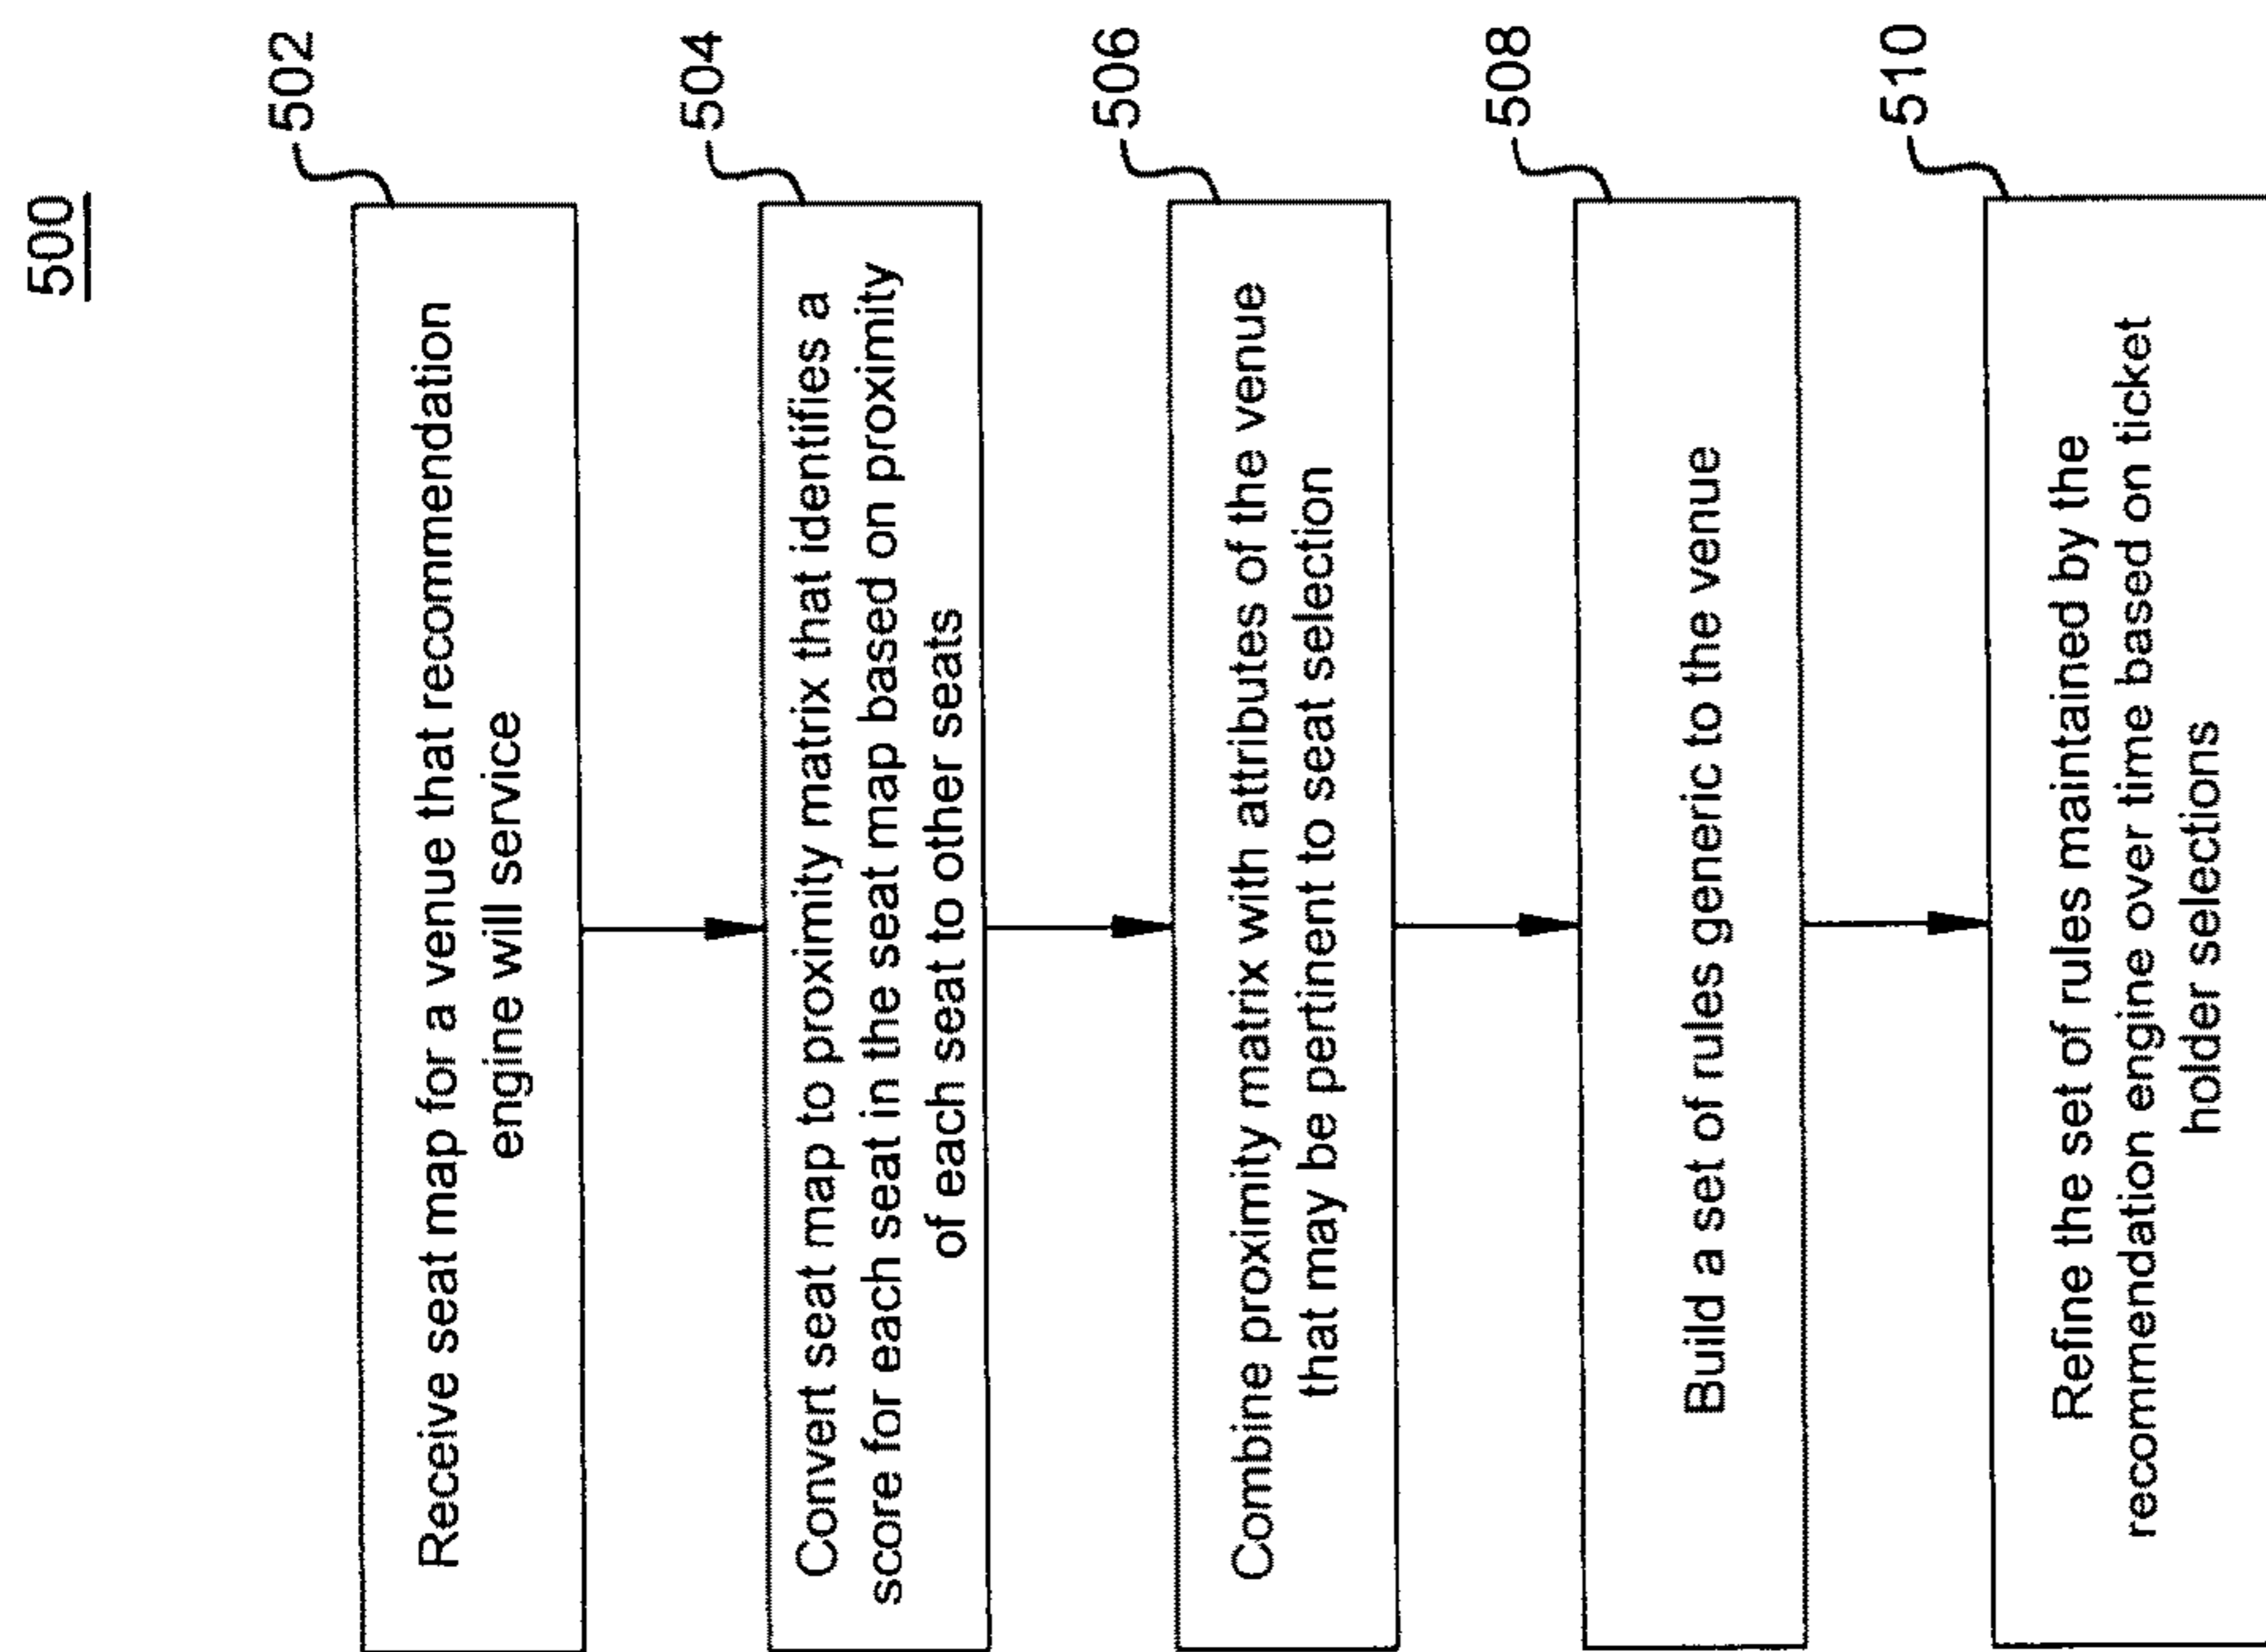 500
502
Receive seat map for a venue that recommendation
engine will service
504
Convert seat map to proximity matrix that identifies a
score for each seat in the seat map based on proximity
of each seat to other seats
506
Combine proximity matrix with attributes of the venue
that may be pertinent to seat selection
508
Build a set of rules generic to the venue
510
Refine the set of rules maintained by the
recommendation engine over time based on ticket
holder selections